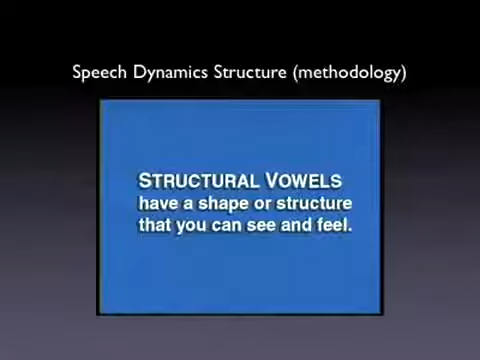 Speech Dynamics Structure (methodology)
STRUCTURAL VOWELS
have a shape or structure
that you can see and feel.